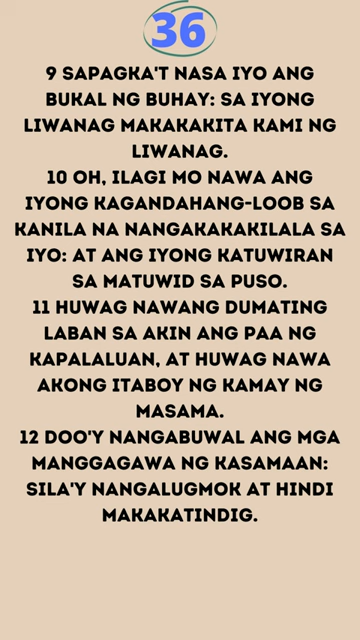 36
9 SAPAGKA'T NASA IYO ANG
BUKAL NG BUHAY: SA IYONG
LIWANAG MAKAKAKITA KAMI NG
LIWANAG.
10 OH, ILAGI MO NAWA ANG
IYONG KAGANDAHANG-LOOB SA
KANILA NA NANGAKAKAKILALA SA
IYO: AT ANG IYONG KATUWIRAN
SA MATUWID SA PUSO.
11 HUWAG NAWANG DUMATING
LABAN SA AKIN ANG PAA NG
KAPALALUAN, AT HUWAG NAWA
AKONG ITABOY NG KAMAY NG
MASAMA.
12 DOO'Y NANGABUWAL ANG MGA
MANGGAGAWA NG KASAMAAN:
SILA'Y NANGALUGMOK AT HINDI
MAKAKATINDIG.